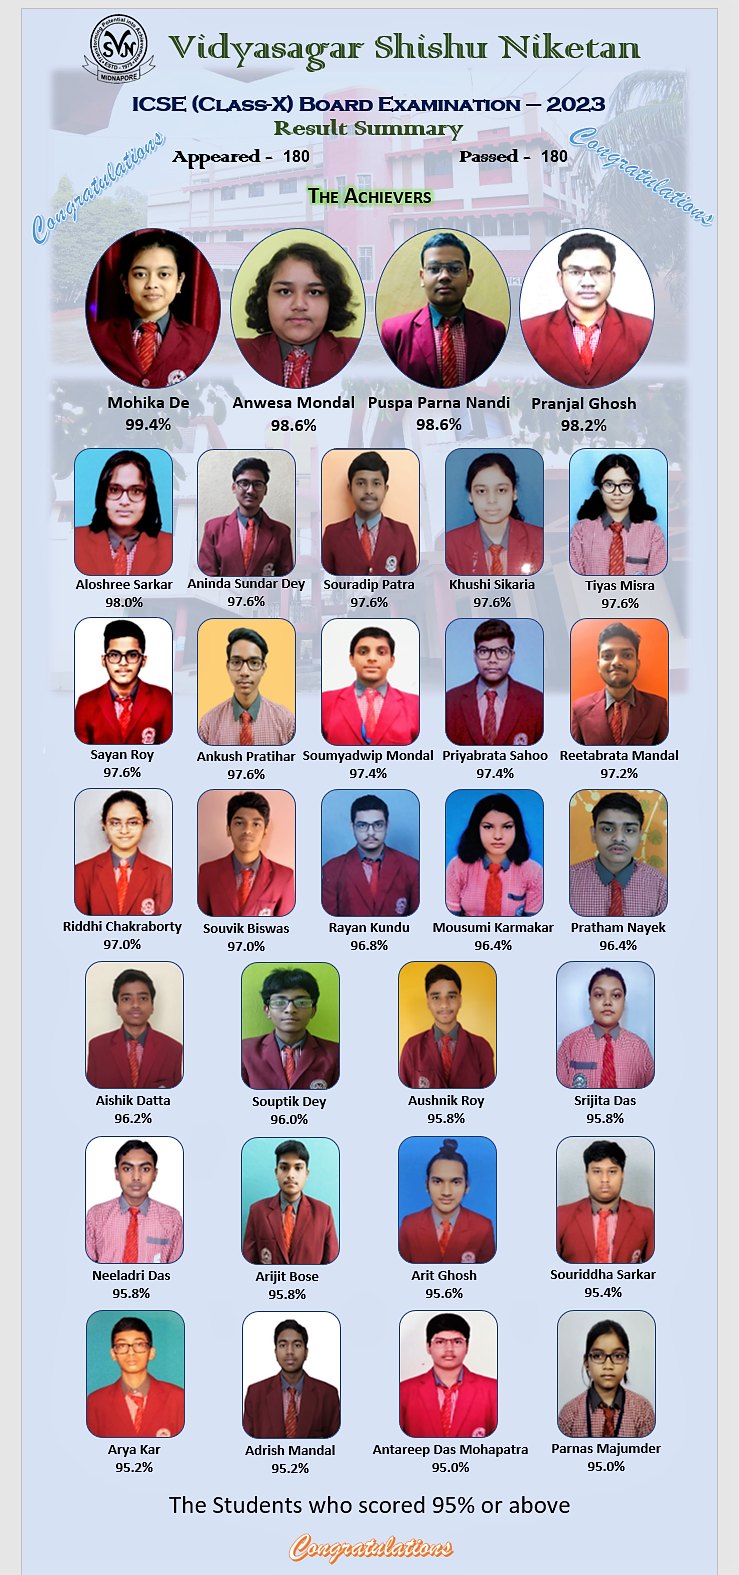 Transforming Potential into Achievement
SVN
ESTD - 1975
MIDNAPORE
Vidyasagar Shishu Niketan
ICSE (Class-X) Board Examination – 2023
Result Summary
Appeared - 180 Passed - 180
Congratulations Congratulations
The Achievers
Mohika De Anwesa Mondal Puspa Parna Nandi Pranjal Ghosh
99.4% 98.6% 98.6% 98.2%
Aloshree Sarkar Aninda Sundar Dey Souradip Patra Khushi Sikaria Tiyas Misra
98.0% 97.6% 97.6% 97.6% 97.6%
Sayan Roy Ankush Pratihar Soumyadwip Mondal Priyabrata Sahoo Reetabrata Mandal
97.6% 97.6% 97.4% 97.4% 97.2%
Riddhi Chakraborty Souvik Biswas Rayan Kundu Mousumi Karmakar Pratham Nayek
97.0% 97.0% 96.8% 96.4% 96.4%
Aishik Datta Souptik Dey Aushnik Roy Srijita Das
96.2% 96.0% 95.8% 95.8%
Neeladri Das Arijit Bose Arit Ghosh Souriddha Sarkar
95.8% 95.8% 95.6% 95.4%
Arya Kar Adrish Mandal Antareep Das Mohapatra Parnas Majumder
95.2% 95.2% 95.0% 95.0%
The Students who scored 95% or above
Congratulations